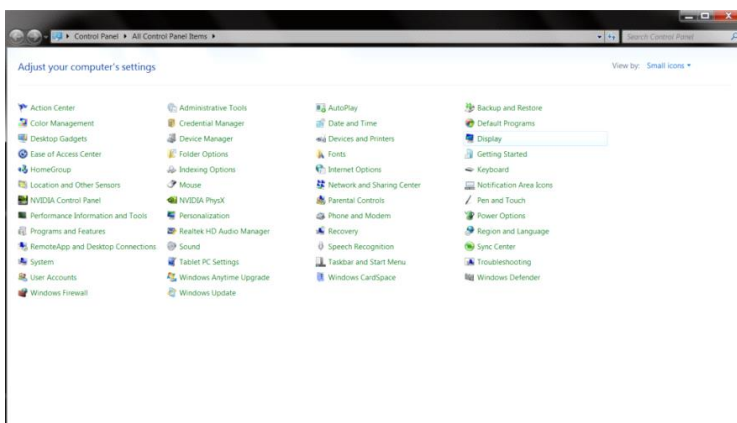 Control Panel ▸ All Control Panel Items ▸
Search Control Panel
Adjust your computer's settings
View by: Small icons
Action Center
Administrative Tools
AutoPlay
Backup and Restore
Color Management
Credential Manager
Date and Time
Default Programs
Desktop Gadgets
Device Manager
Devices and Printers
Display
Ease of Access Center
Folder Options
Fonts
Getting Started
HomeGroup
Indexing Options
Internet Options
Keyboard
Location and Other Sensors
Mouse
Network and Sharing Center
Notification Area Icons
NVIDIA Control Panel
NVIDIA PhysX
Parental Controls
Pen and Touch
Performance Information and Tools
Personalization
Phone and Modem
Power Options
Programs and Features
Realtek HD Audio Manager
Recovery
Region and Language
RemoteApp and Desktop Connections
Sound
Speech Recognition
Sync Center
System
Tablet PC Settings
Taskbar and Start Menu
Troubleshooting
User Accounts
Windows Anytime Upgrade
Windows CardSpace
Windows Defender
Windows Firewall
Windows Update